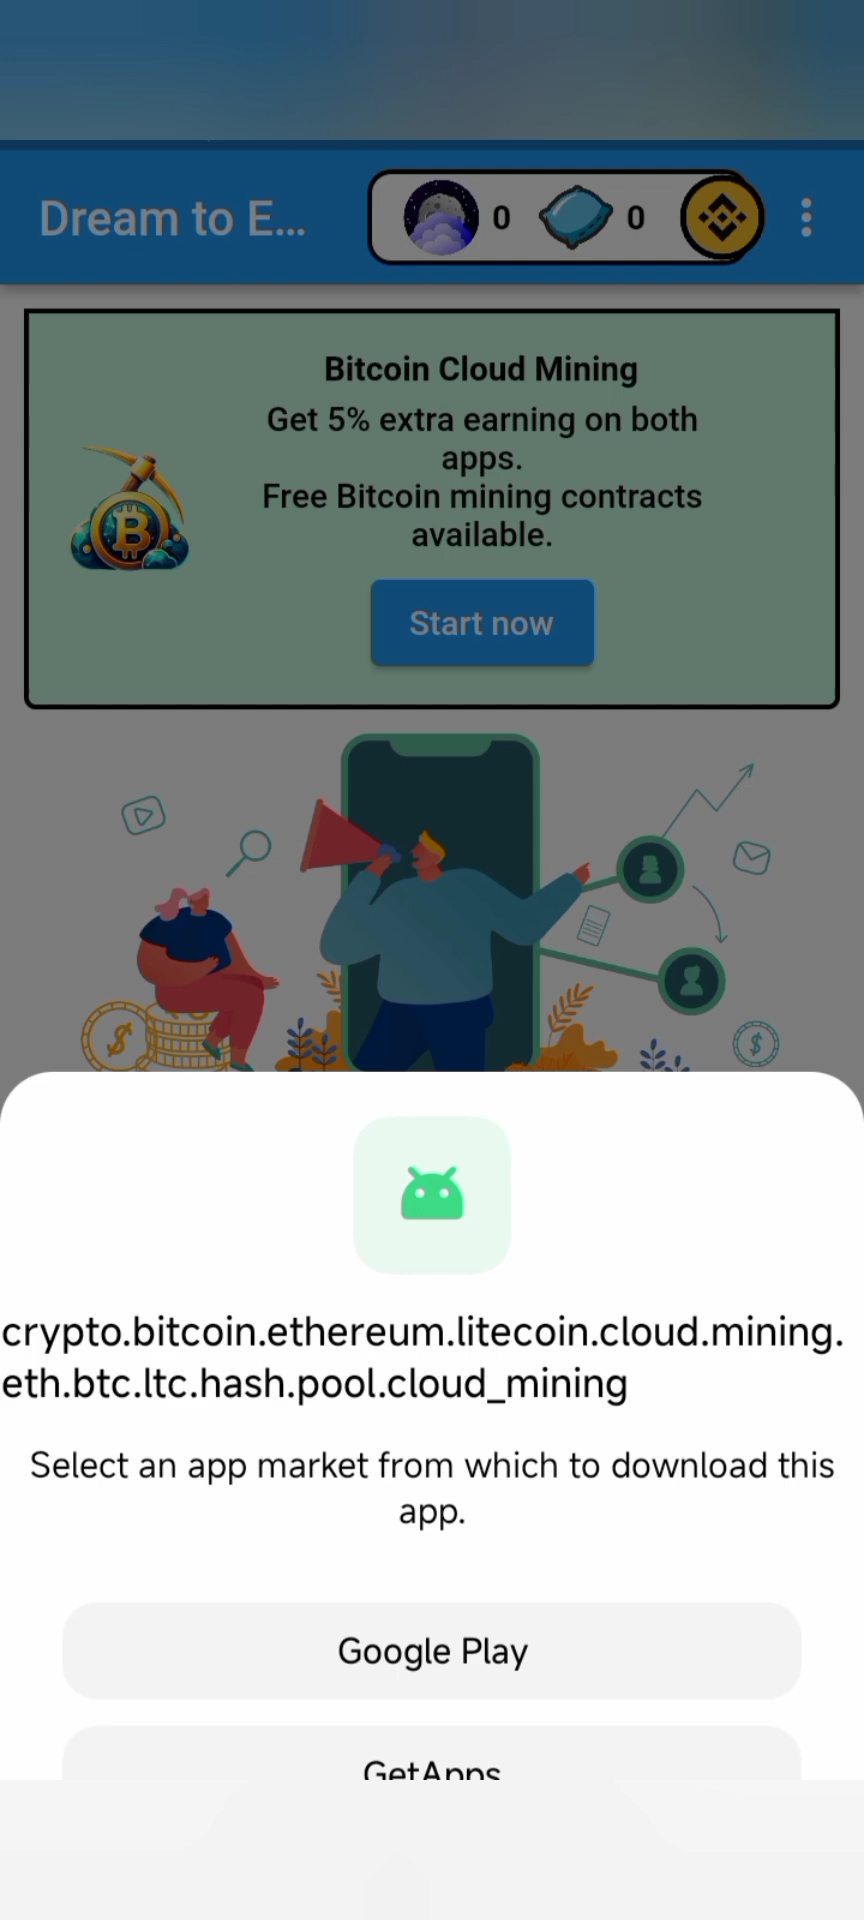 Dream to E...
0
0
Bitcoin Cloud Mining
Get 5% extra earning on both
apps.
Free Bitcoin mining contracts
available.
Start now
crypto.bitcoin.ethereum.litecoin.cloud.mining.
eth.btc.ltc.hash.pool.cloud_mining
Select an app market from which to download this
app.
Google Play
GetApps